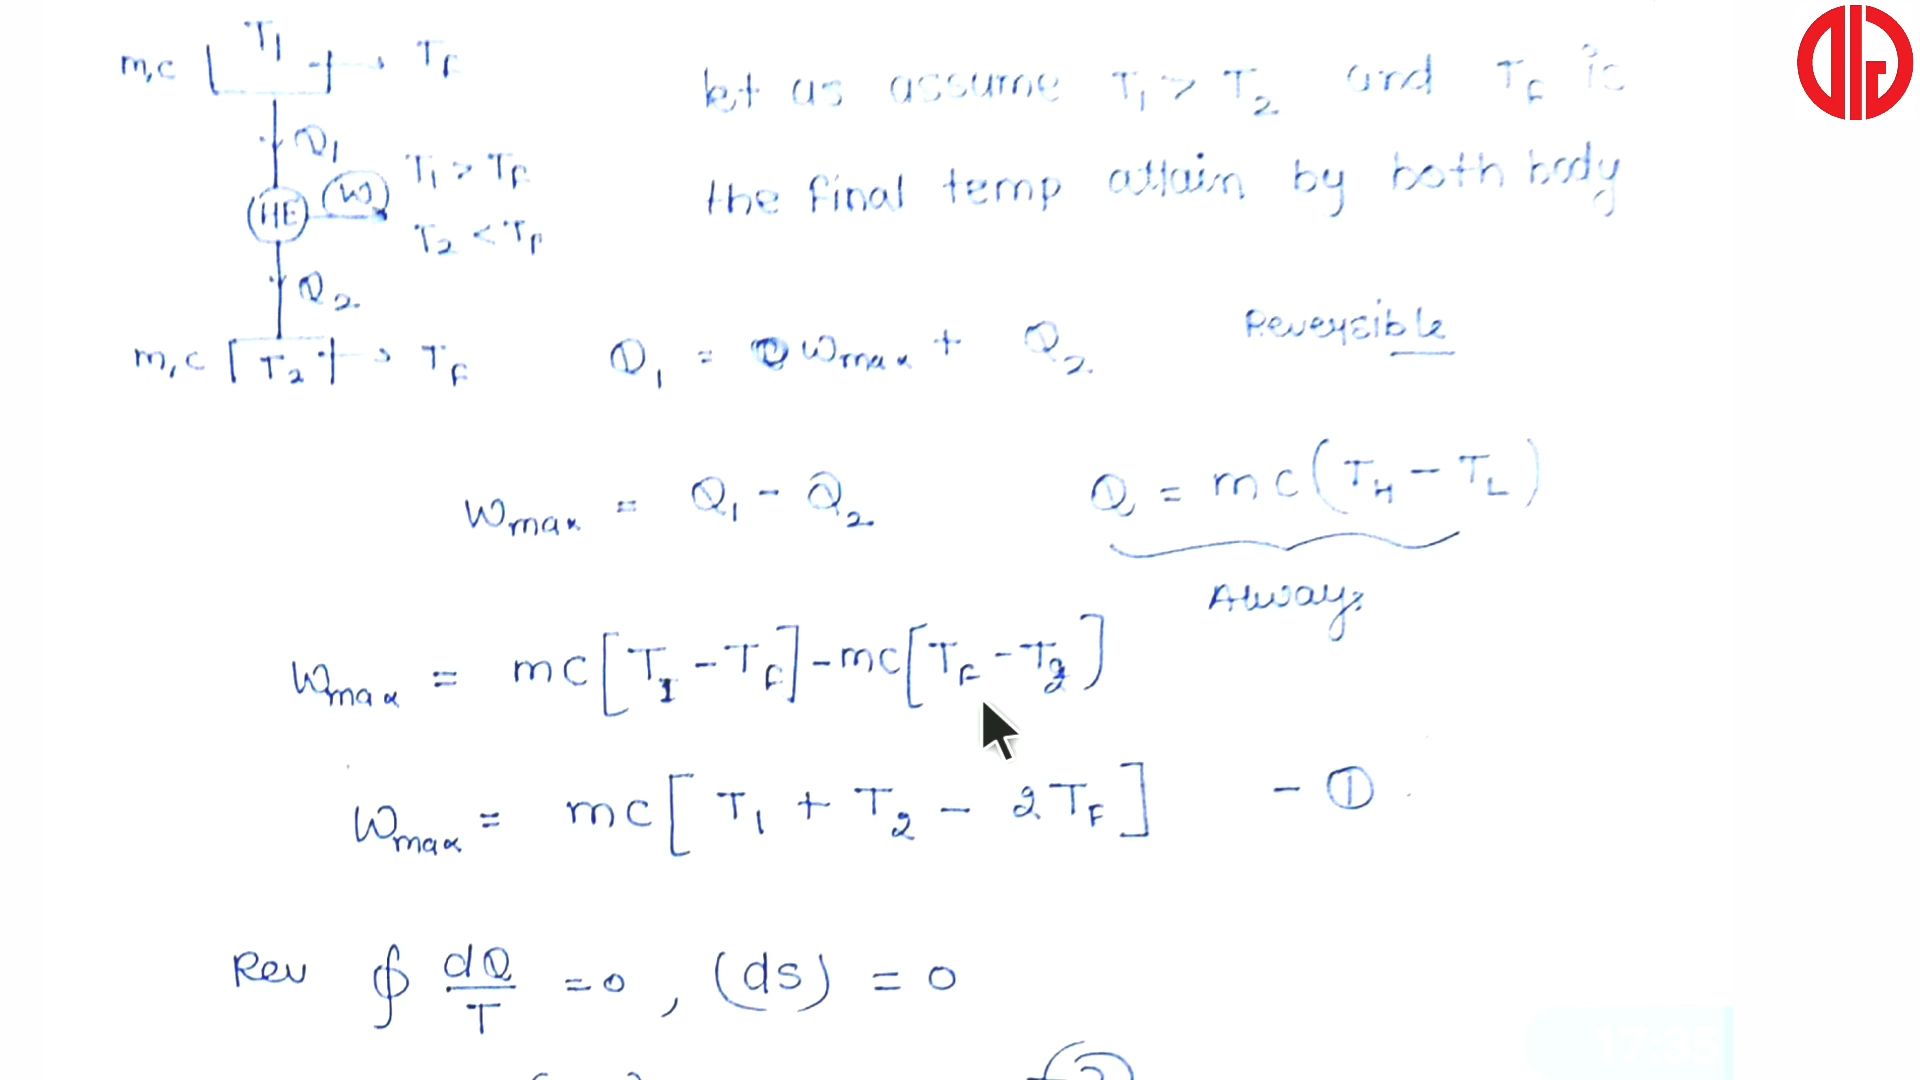 m,c T1 → TF
let us assume T1 > T2 and TF is
Q1
W T1 > TF
the final temp attain by both body
HE
T2 < TF
Q2
Reversible
m,c T2 → TF
Q1 = Wmax + Q2
Wmax = Q1 - Q2
Q = mc(TH - TL)
Always
Wmax = mc[T1 - TF] - mc[TF - T2]
Wmax = mc[T1 + T2 - 2TF] - ①
Rev ∮ dQ/T = 0, (ds) = 0
17:35